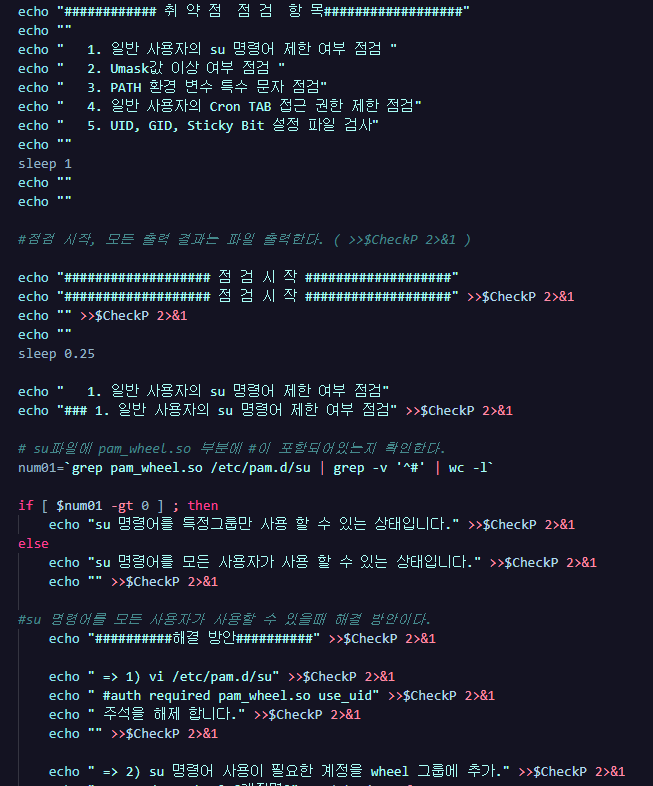 echo "############ 취 약 점  점 검  항 목##################"
echo ""
echo "   1. 일반 사용자의 su 명령어 제한 여부 점검 "
echo "   2. Umask값 이상 여부 점검 "
echo "   3. PATH 환경 변수 특수 문자 점검"
echo "   4. 일반 사용자의 Cron TAB 접근 권한 제한 점검"
echo "   5. UID, GID, Sticky Bit 설정 파일 검사"
echo ""
sleep 1
echo ""
echo ""
#점검 시작, 모든 출력 결과는 파일 출력한다. ( >>$CheckP 2>&1 )
echo "################### 점 검 시 작 ###################"
echo "################### 점 검 시 작 ###################" >>$CheckP 2>&1
echo "" >>$CheckP 2>&1
echo ""
sleep 0.25
echo "   1. 일반 사용자의 su 명령어 제한 여부 점검"
echo "### 1. 일반 사용자의 su 명령어 제한 여부 점검" >>$CheckP 2>&1
# su파일에 pam_wheel.so 부분에 #이 포함되어있는지 확인한다.
num01=`grep pam_wheel.so /etc/pam.d/su | grep -v '^#' | wc -l`
if [ $num01 -gt 0 ] ; then
    echo "su 명령어를 특정그룹만 사용 할 수 있는 상태입니다." >>$CheckP 2>&1
else
    echo "su 명령어를 모든 사용자가 사용 할 수 있는 상태입니다." >>$CheckP 2>&1
    echo "" >>$CheckP 2>&1
#su 명령어를 모든 사용자가 사용할 수 있을때 해결 방안이다.
    echo "##########해결 방안##########" >>$CheckP 2>&1
    echo " => 1) vi /etc/pam.d/su" >>$CheckP 2>&1
    echo " #auth required pam_wheel.so use_uid" >>$CheckP 2>&1
    echo " 주석을 해제 합니다." >>$CheckP 2>&1
    echo "" >>$CheckP 2>&1
    echo " => 2) su 명령어 사용이 필요한 계정을 wheel 그룹에 추가." >>$CheckP 2>&1